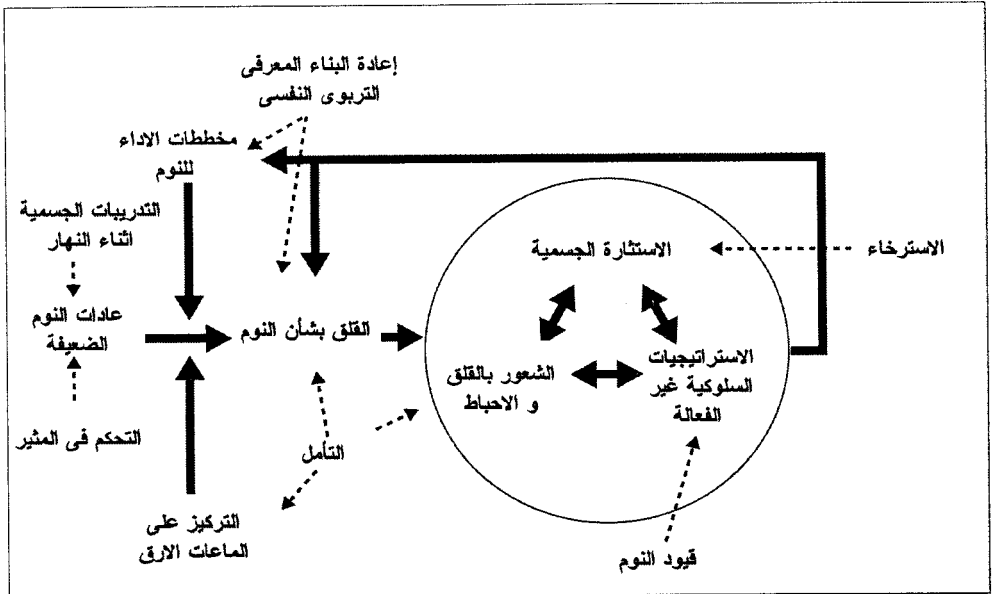 إعادة البناء المعرفى
التربوى النفسى
مخططات الاداء
للنوم
التدريبات الجسمية
اثناء النهار
الاستثارة الجسمية
الاسترخاء
عادات النوم
الضعيفة
القلق بشأن النوم
الاستراتيجيات
السلوكية غير
الفعالة
الشعور بالقلق
و الاحباط
التحكم فى المثير
التأمل
التركيز على
الماعات الارق
قيود النوم